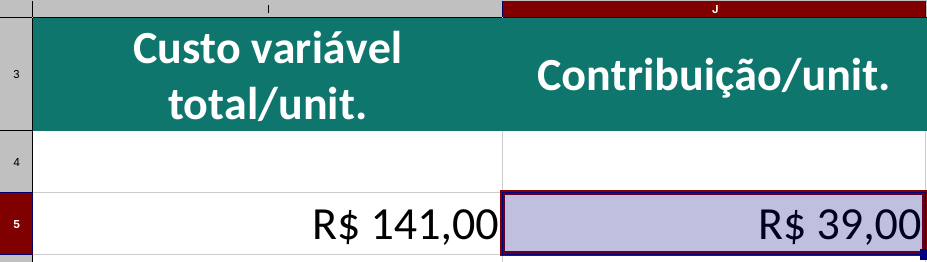 I J
3 Custo variável Contribuição/unit.
total/unit.
4
5 R$ 141,00 R$ 39,00